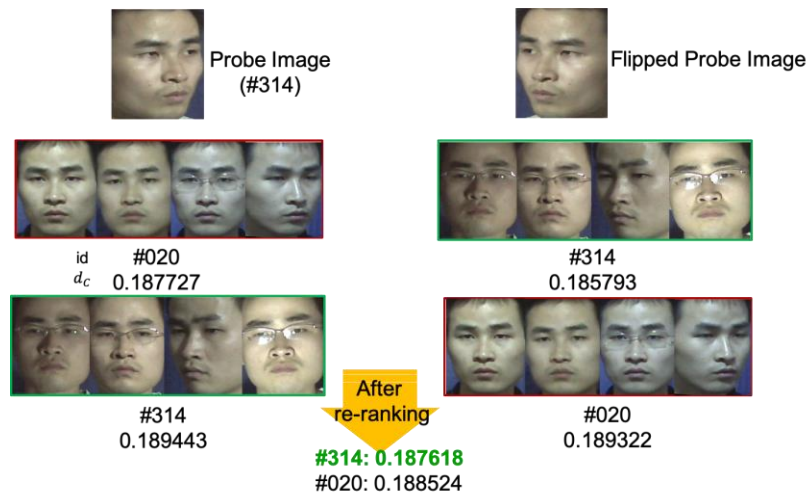 Probe Image
(#314)
Flipped Probe Image
id #020
d_C 0.187727
#314
0.185793
#314
0.189443
#020
0.189322
After
re-ranking
#314: 0.187618
#020: 0.188524